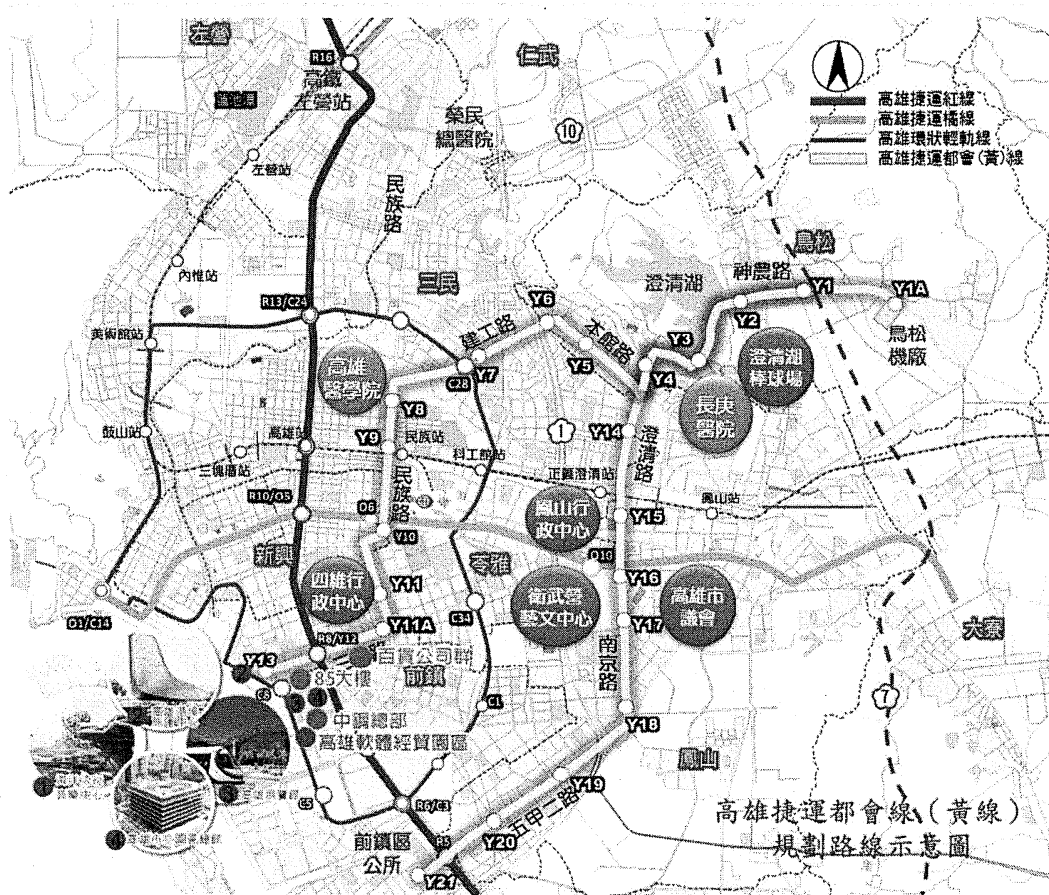 左營
仁武
R16
高鐵
左營站
榮民
總醫院
10
高雄捷運紅線
高雄捷運橘線
高雄環狀輕軌線
高雄捷運都會(黃)線
左營站
民族路
內惟站
三民
鳥松
澄清湖
神農路
Y1
Y1A
R13/C24
Y6
Y2
美術館站
建工路
本館路
Y3
鳥松
機廠
高雄
醫學院
C28
Y7
Y5
Y4
澄清湖
棒球場
長庚
醫院
Y8
鼓山站
高雄站
Y9
民族站
1
Y14
澄清路
三塊厝站
科工館站
正義澄清站
鳳山站
民族路
R10/O5
O6
Y10
鳳山行
政中心
Y15
新興
四維行
政中心
Y11
苓雅
O10
Y16
衛武營
藝文中心
高雄市
議會
O1/C14
Y11A
C34
Y17
大寮
R8/Y12
Y13
百貨公司群
南京路
前鎮
85大樓
C8
7
C1
中鋼總部
高雄軟體經貿園區
Y18
鳳山
C5
Y19
R6/C3
五甲二路
高雄捷運都會線(黃線)
規劃路線示意圖
前鎮區
公所
Y20
Y21